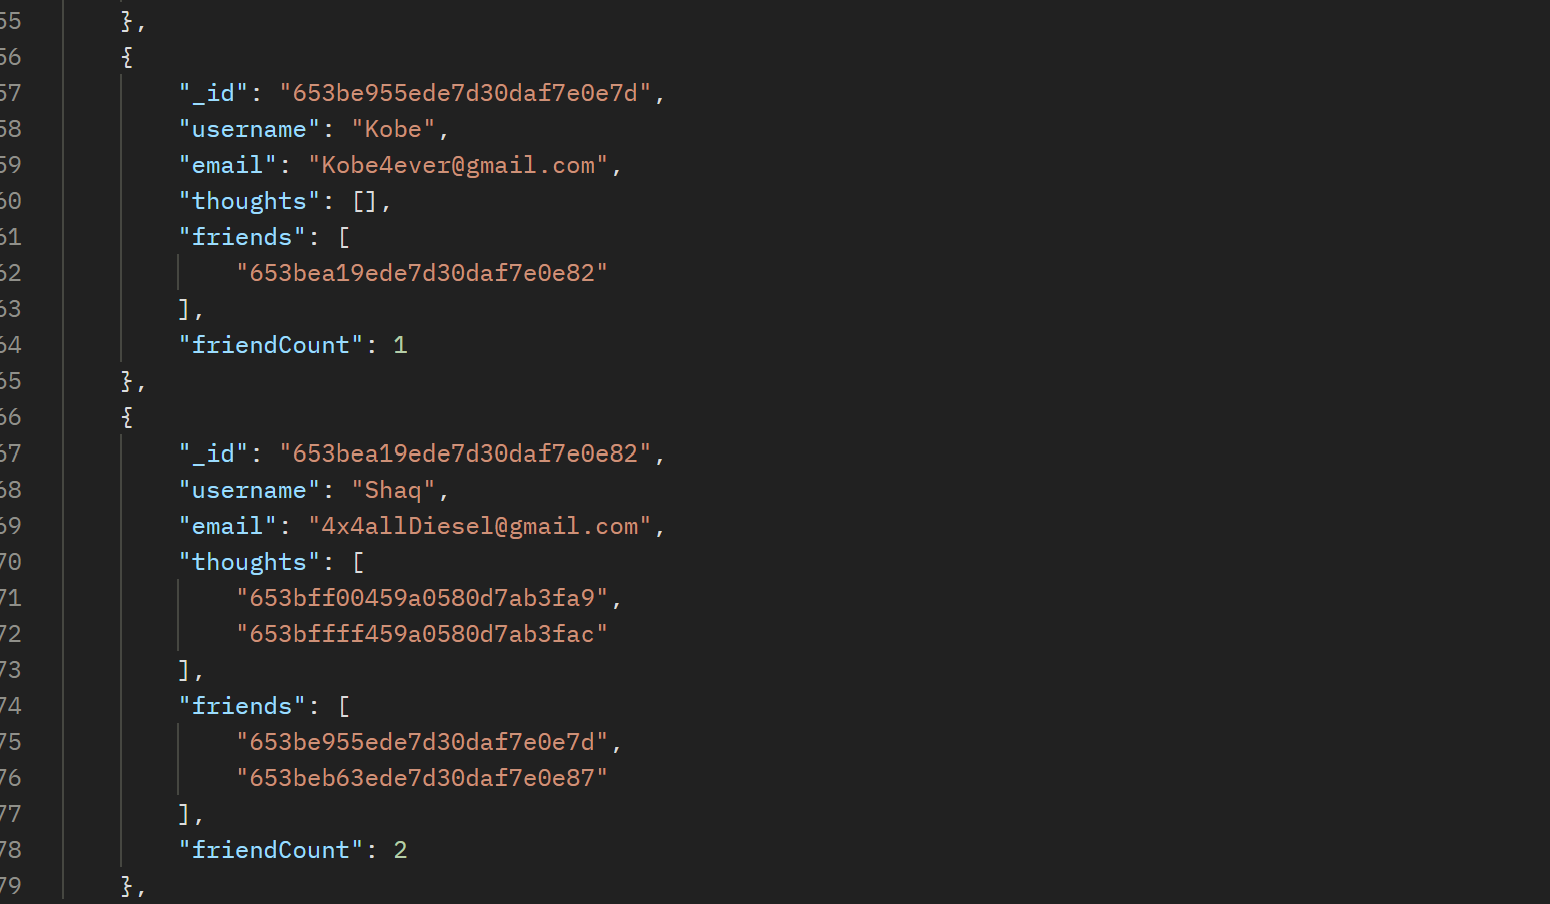 55 },
56 {
57 "_id": "653be955ede7d30daf7e0e7d",
58 "username": "Kobe",
59 "email": "Kobe4ever@gmail.com",
60 "thoughts": [],
61 "friends": [
62 "653bea19ede7d30daf7e0e82"
63 ],
64 "friendCount": 1
65 },
66 {
67 "_id": "653bea19ede7d30daf7e0e82",
68 "username": "Shaq",
69 "email": "4x4allDiesel@gmail.com",
70 "thoughts": [
71 "653bff00459a0580d7ab3fa9",
72 "653bffff459a0580d7ab3fac"
73 ],
74 "friends": [
75 "653be955ede7d30daf7e0e7d",
76 "653beb63ede7d30daf7e0e87"
77 ],
78 "friendCount": 2
79 },